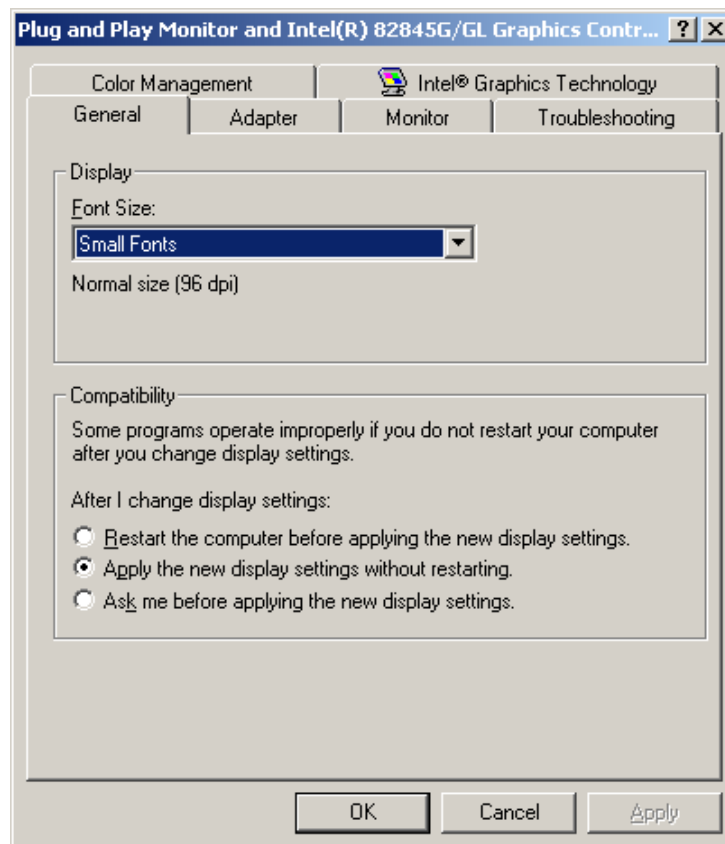 Plug and Play Monitor and Intel(R) 82845G/GL Graphics Contr...
Color Management
Intel® Graphics Technology
General
Adapter
Monitor
Troubleshooting
Display
Font Size:
Small Fonts
Normal size (96 dpi)
Compatibility
Some programs operate improperly if you do not restart your computer
after you change display settings.
After I change display settings:
Restart the computer before applying the new display settings.
Apply the new display settings without restarting.
Ask me before applying the new display settings.
OK
Cancel
Apply